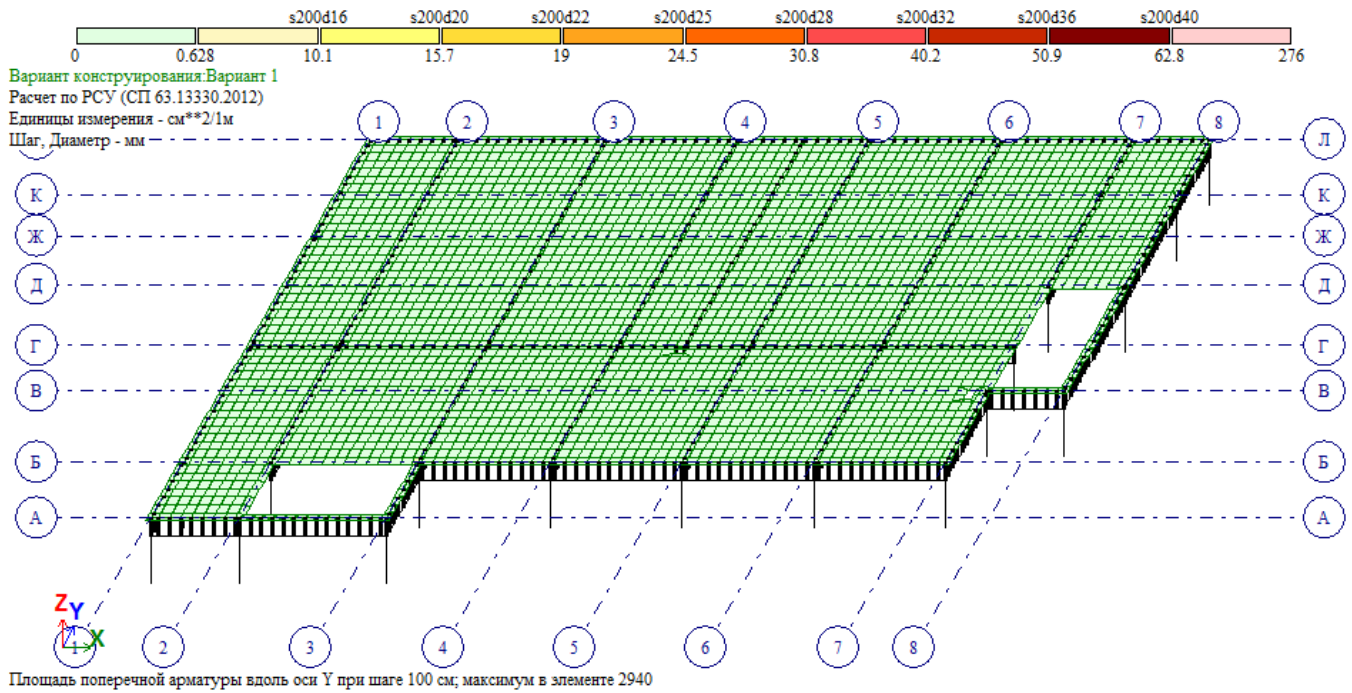 s200d16 s200d20 s200d22 s200d25 s200d28 s200d32 s200d36 s200d40
0 0.628 10.1 15.7 19 24.5 30.8 40.2 50.9 62.8 276
Вариант конструирования:Вариант 1
Расчет по РСУ (СП 63.13330.2012)
Единицы измерения - см**2/1м
Шаг, Диаметр - мм
1 2 3 4 5 6 7 8
Л
К К
Ж Ж
Д Д
Г Г
В В
Б Б
А А
Z Y X
1 2 3 4 5 6 7 8
Площадь поперечной арматуры вдоль оси Y при шаге 100 см; максимум в элементе 2940